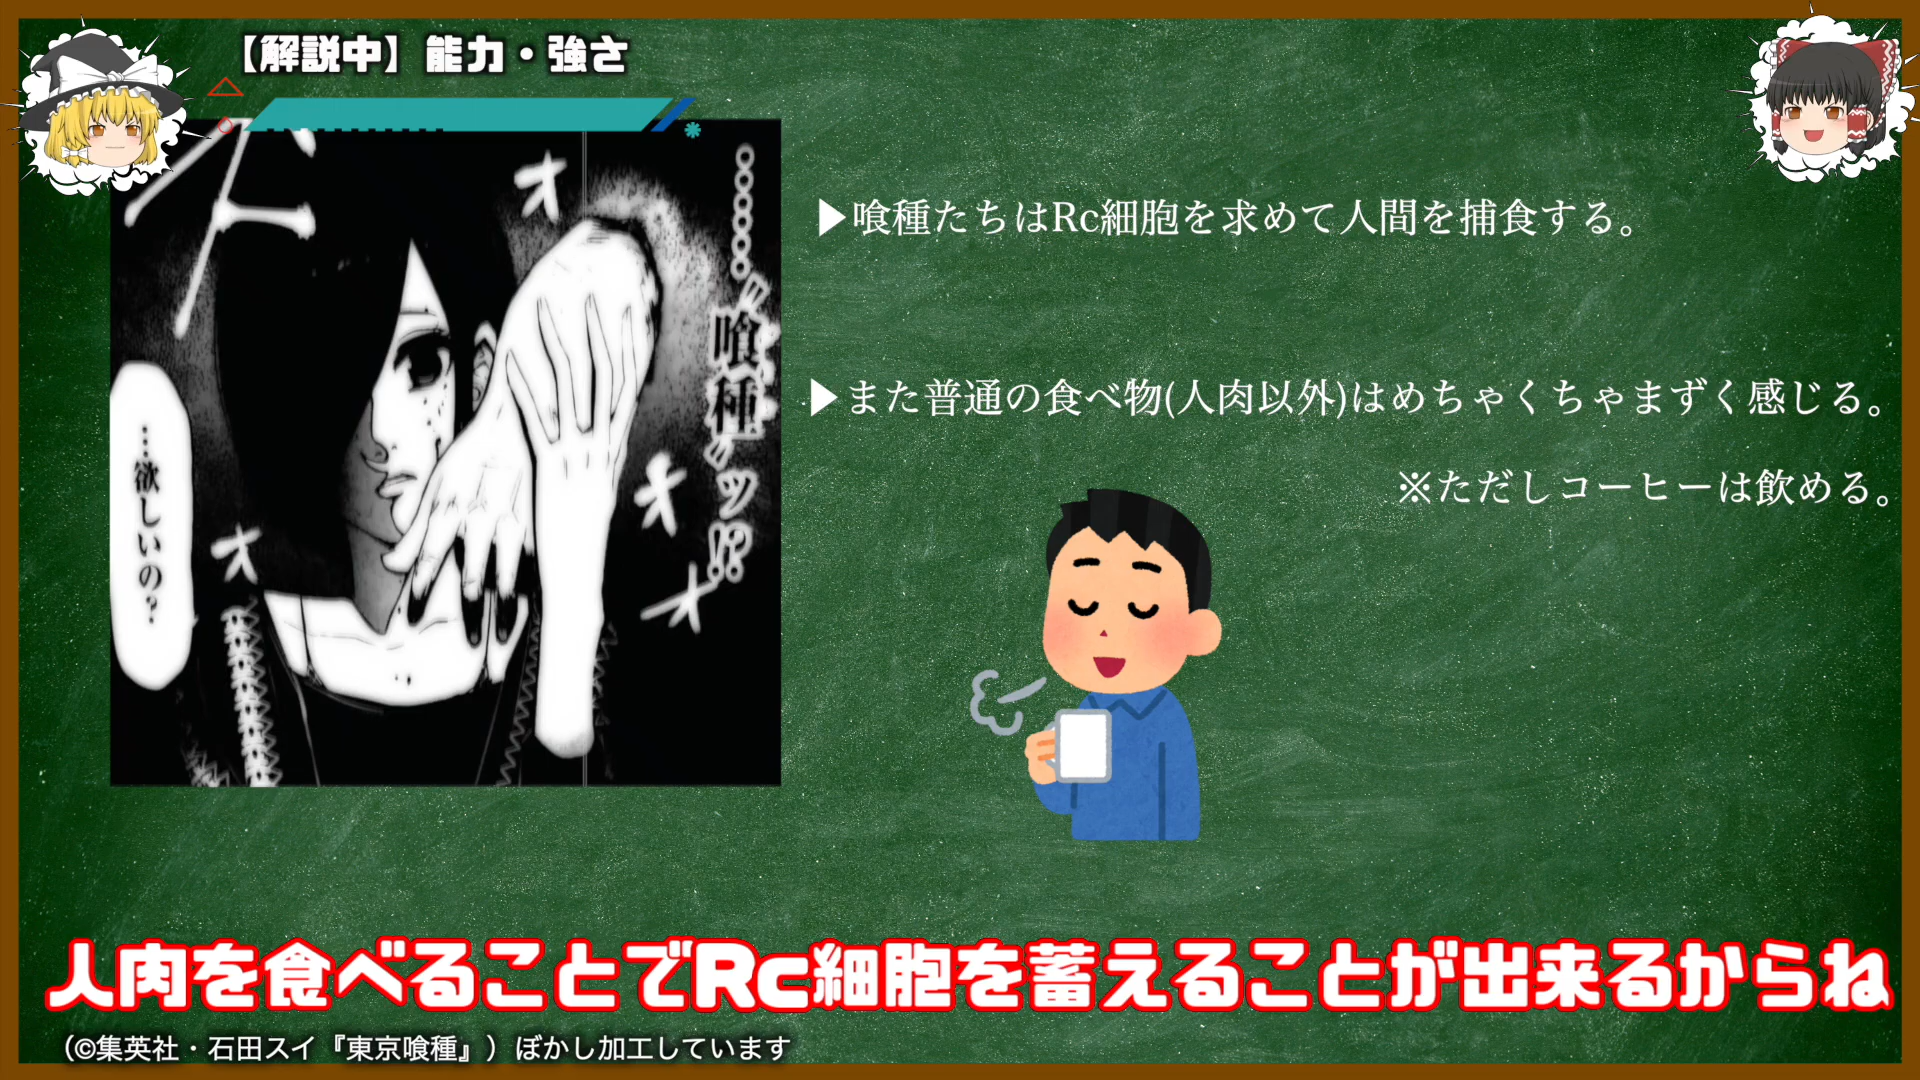 【解説中】能力・強さ
▶喰種たちはRc細胞を求めて人間を捕食する。
▶また普通の食べ物(人肉以外)はめちゃくちゃまずく感じる。
※ただしコーヒーは飲める。
………“喰種”ッ!?
…欲しいの?
オ
オ
オ
オ
オ
人肉を食べることでRc細胞を蓄えることが出来るからね
（©集英社・石田スイ『東京喰種』）ぼかし加工しています